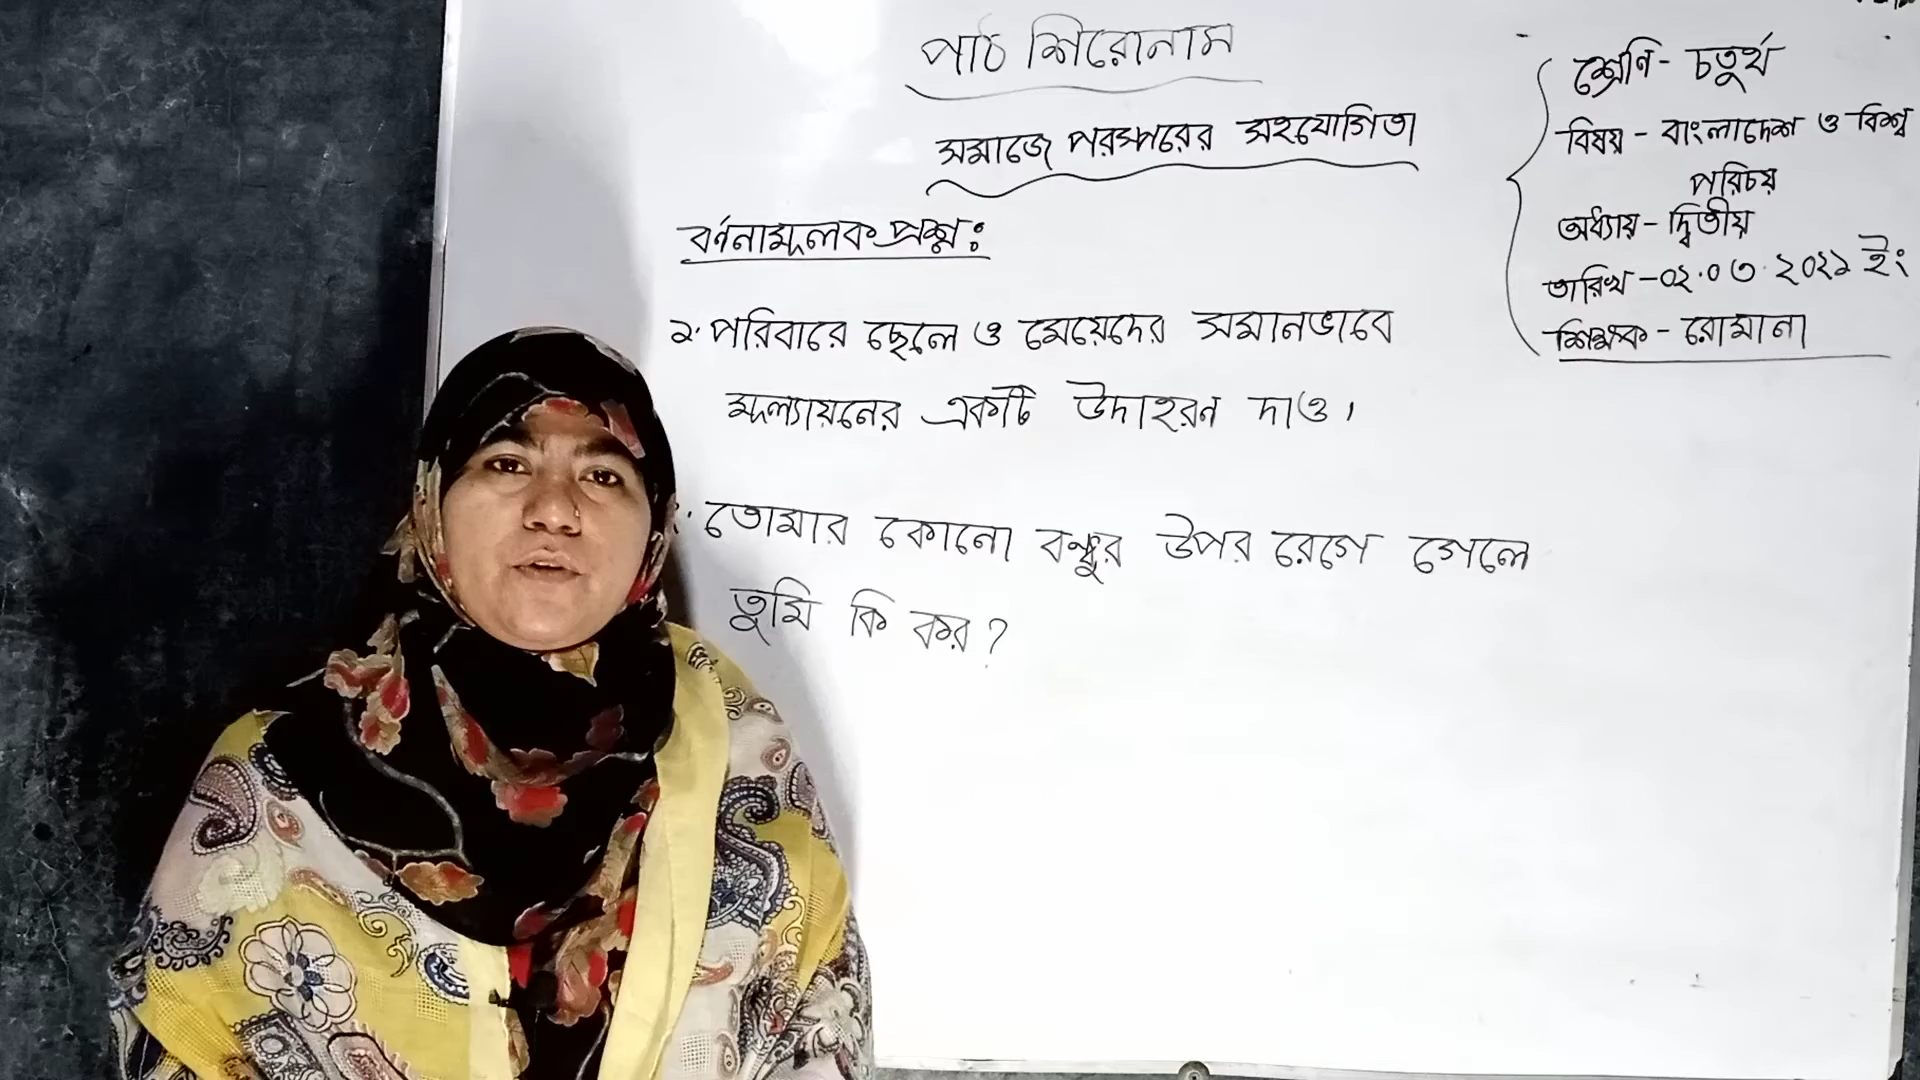 পাঠ শিরোনাম
সমাজে পরস্পরের সহযোগিতা
বর্ণনামূলক প্রশ্ন:
১. পরিবারে ছেলে ও মেয়েদের সমানভাবে
মূল্যায়নের একটি উদাহরন দাও।
তোমার কোনো বন্ধুর উপর রেগে গেলে
তুমি কি কর?
শ্রেণি - চতুর্থ
বিষয় - বাংলাদেশ ও বিশ্ব
পরিচয়
অধ্যায় - দ্বিতীয়
তারিখ - ০২.০৩.২০২১ ইং
শিক্ষক - রোমানা